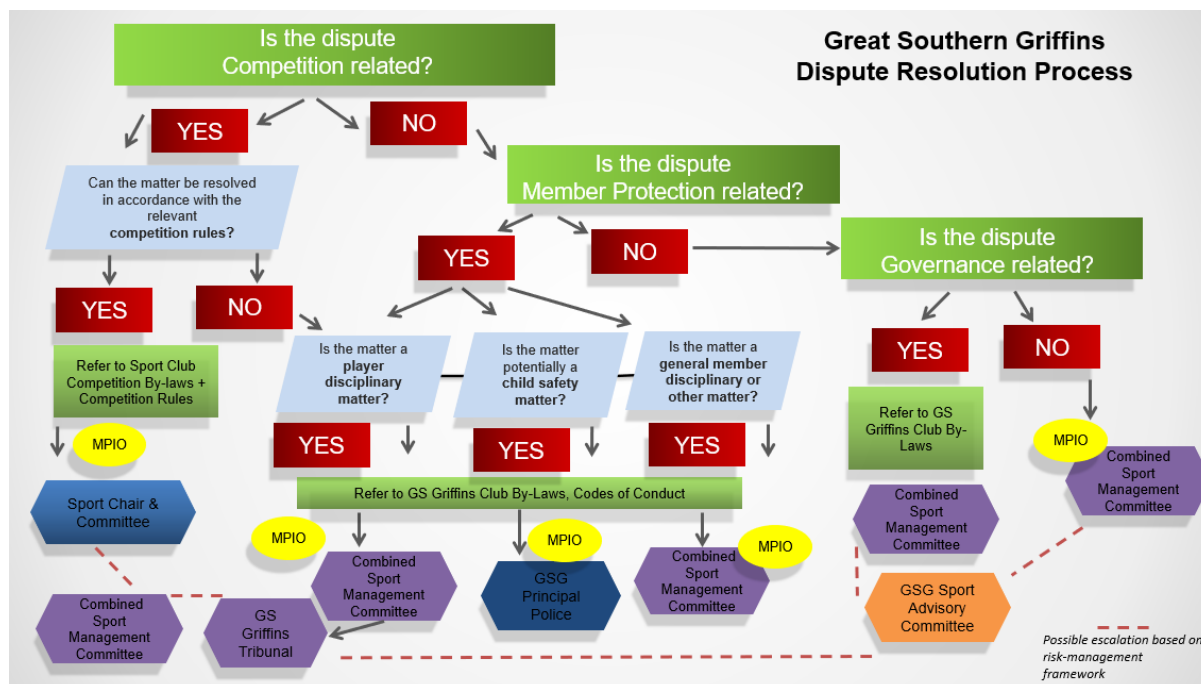 Is the dispute
Competition related?
Great Southern Griffins
Dispute Resolution Process
YES
NO
Can the matter be resolved
in accordance with the
relevant
competition rules?
Is the dispute
Member Protection related?
YES
NO
Is the dispute
Governance related?
YES
NO
Refer to Sport Club
Competition By-laws +
Competition Rules
MPIO
Sport Chair &
Committee
Combined
Sport
Management
Committee
Is the matter a
player
disciplinary
matter?
Is the matter
potentially a
child safety
matter?
Is the matter a
general member
disciplinary or
other matter?
YES
YES
YES
Refer to GS Griffins Club By-Laws, Codes of Conduct
MPIO
Combined
Sport
Management
Committee
GS
Griffins
Tribunal
MPIO
GSG
Principal
Police
MPIO
Combined
Sport
Management
Committee
YES
NO
Refer to GS
Griffins Club By-
Laws
Combined
Sport
Management
Committee
MPIO
Combined
Sport
Management
Committee
GSG Sport
Advisory
Committee
Possible escalation based on
risk-management
framework